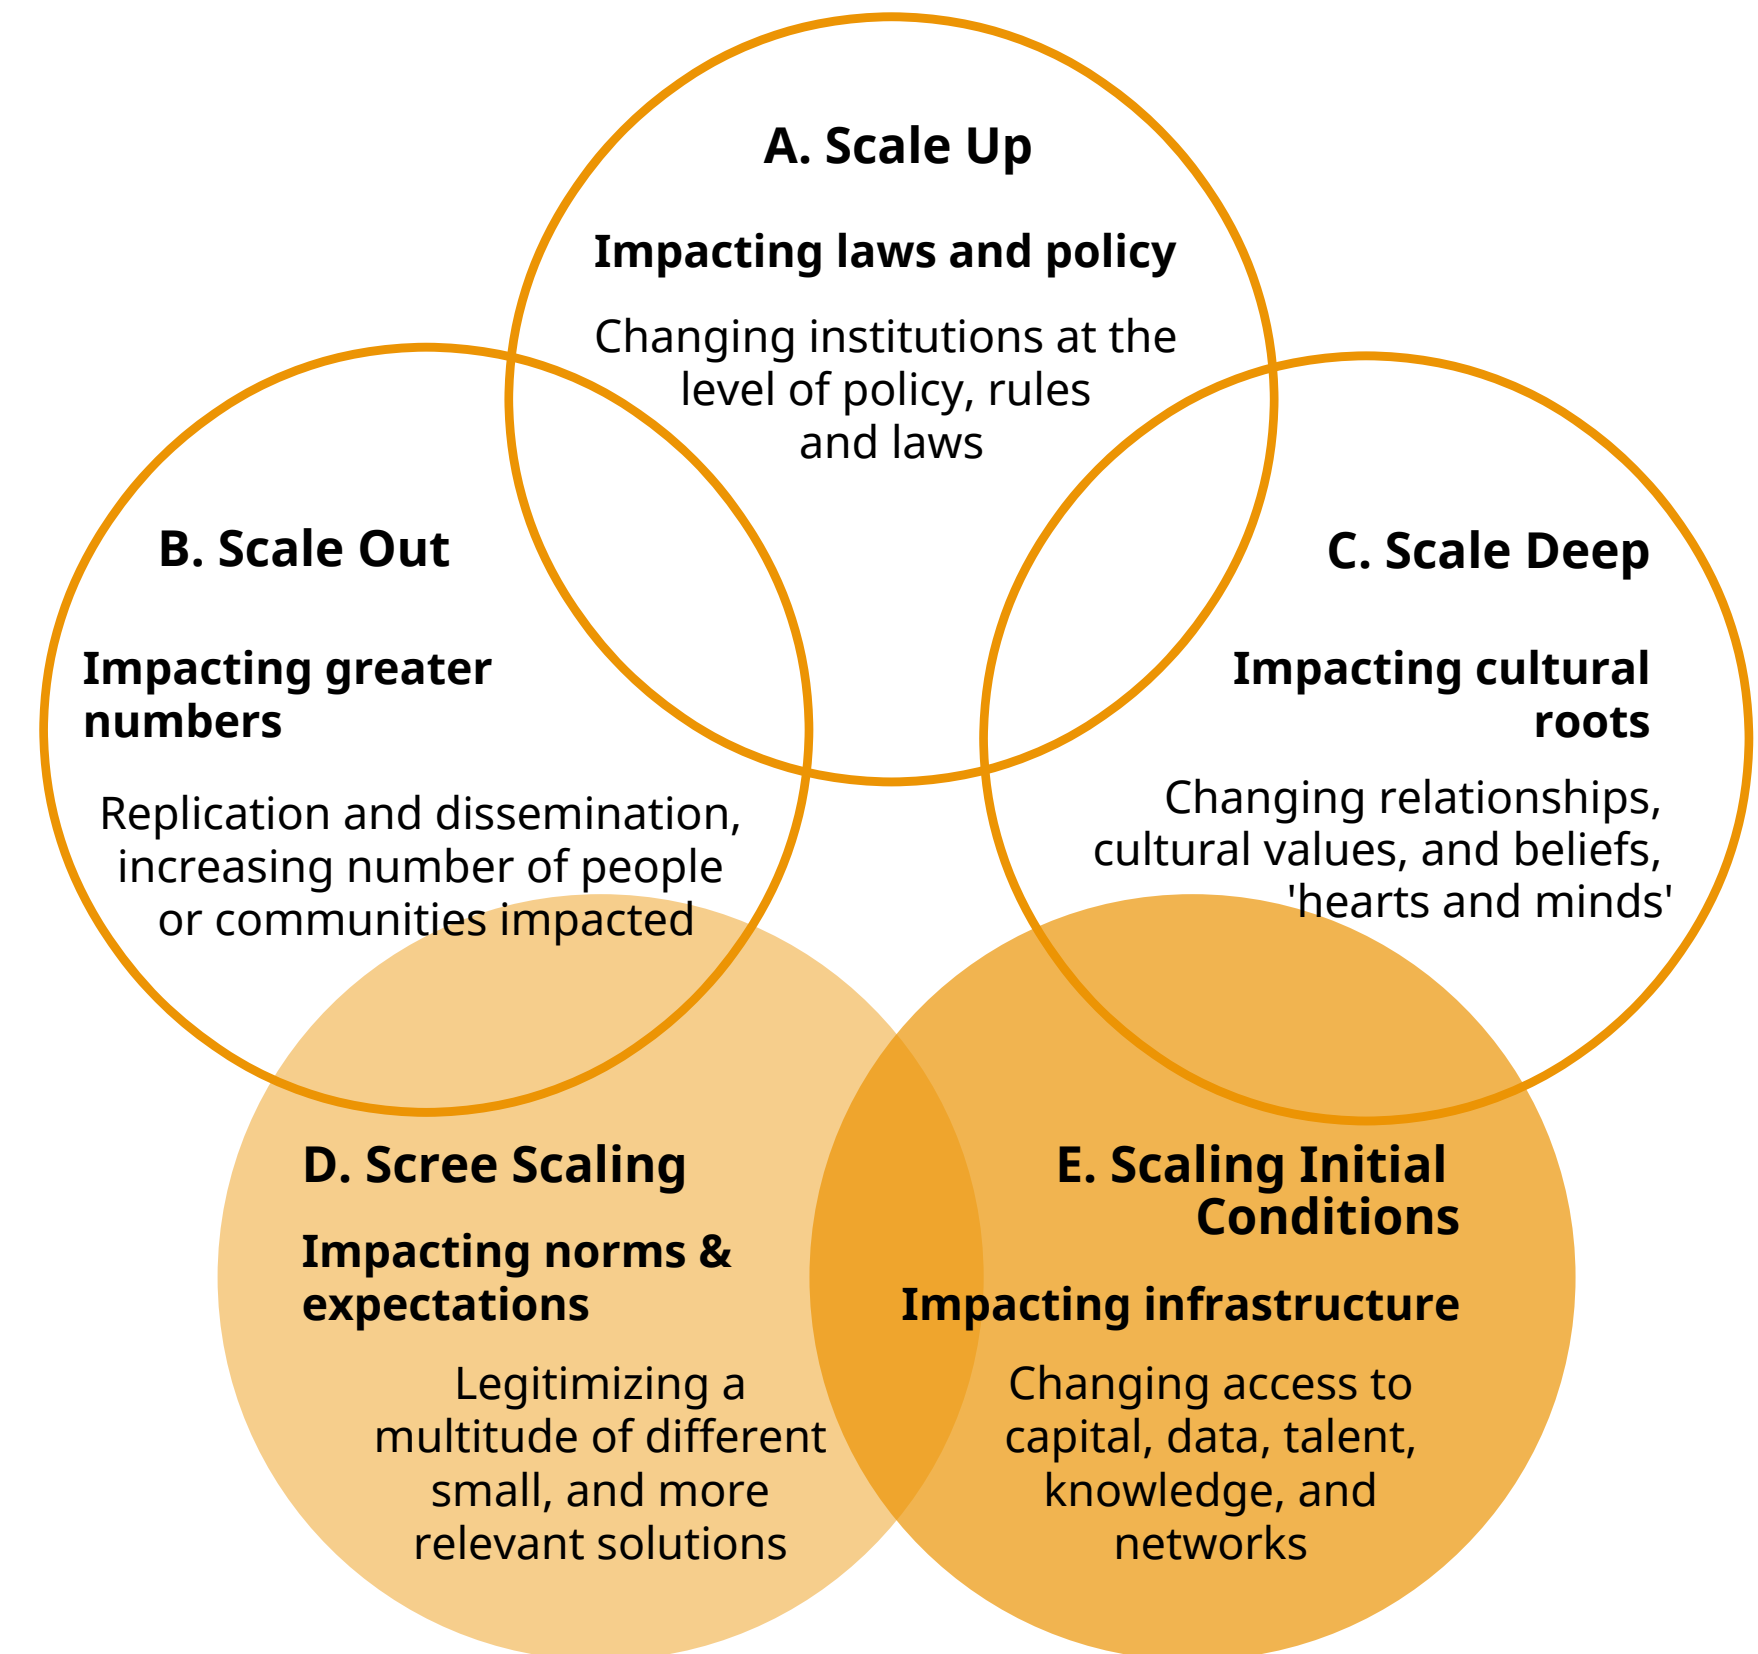 A. Scale Up
Impacting laws and policy
Changing institutions at the
level of policy, rules
and laws
B. Scale Out
Impacting greater
numbers
Replication and dissemination,
increasing number of people
or communities impacted
C. Scale Deep
Impacting cultural
roots
Changing relationships,
cultural values, and beliefs,
'hearts and minds'
D. Scree Scaling
Impacting norms &
expectations
Legitimizing a
multitude of different
small, and more
relevant solutions
E. Scaling Initial
Conditions
Impacting infrastructure
Changing access to
capital, data, talent,
knowledge, and
networks